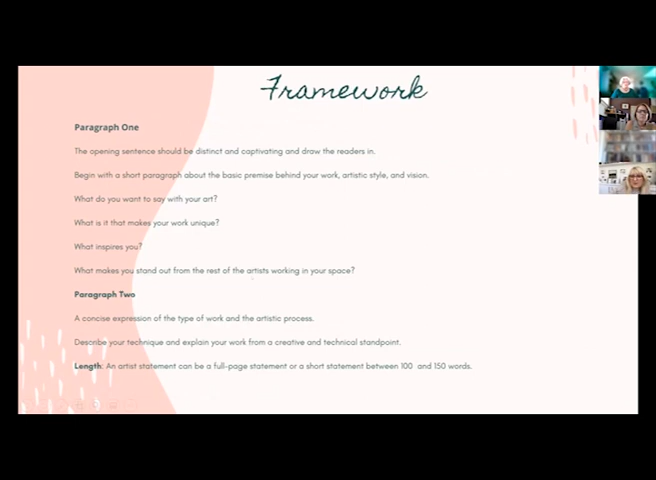 Framework
Paragraph One
The opening sentence should be distinct and captivating and draw the readers in.
Begin with a short paragraph about the basic premise behind your work, artistic style, and vision.
What do you want to say with your art?
What is it that makes your work unique?
What inspires you?
What makes you stand out from the rest of the artists working in your space?
Paragraph Two
A concise expression of the type of work and the artistic process.
Describe your technique and explain your work from a creative and technical standpoint.
Length: An artist statement can be a full-page statement or a short statement between 100 and 150 words.